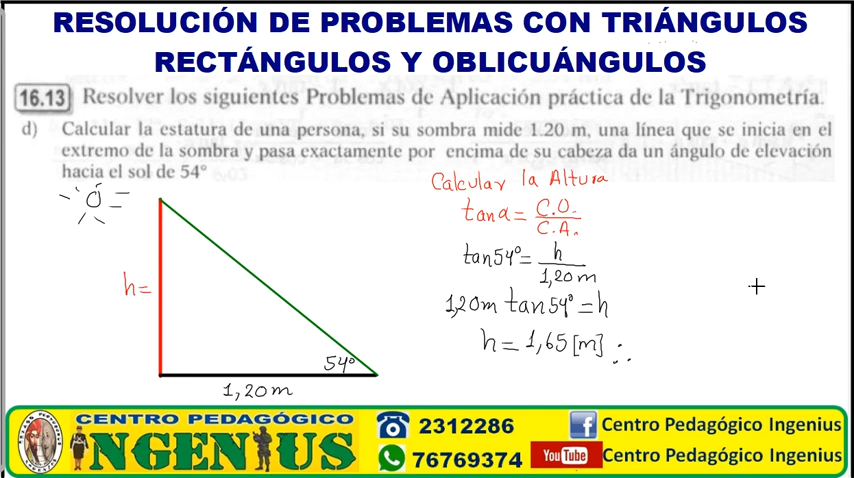 RESOLUCIÓN DE PROBLEMAS CON TRIÁNGULOS
RECTÁNGULOS Y OBLICUÁNGULOS
16.13 Resolver los siguientes Problemas de Aplicación práctica de la Trigonometría.
d) Calcular la estatura de una persona, si su sombra mide 1.20 m, una línea que se inicia en el
extremo de la sombra y pasa exactamente por encima de su cabeza da un ángulo de elevación
hacia el sol de 54°
Calcular la Altura
tanα = C.O. / C.A.
tan54° = h / 1,20m
1,20m tan54° = h
h = 1,65 [m] ∴
h =
54°
1,20m
CENTRO PEDAGÓGICO
INGENIUS
2312286
76769374
Centro Pedagógico Ingenius
YouTube Centro Pedagógico Ingenius